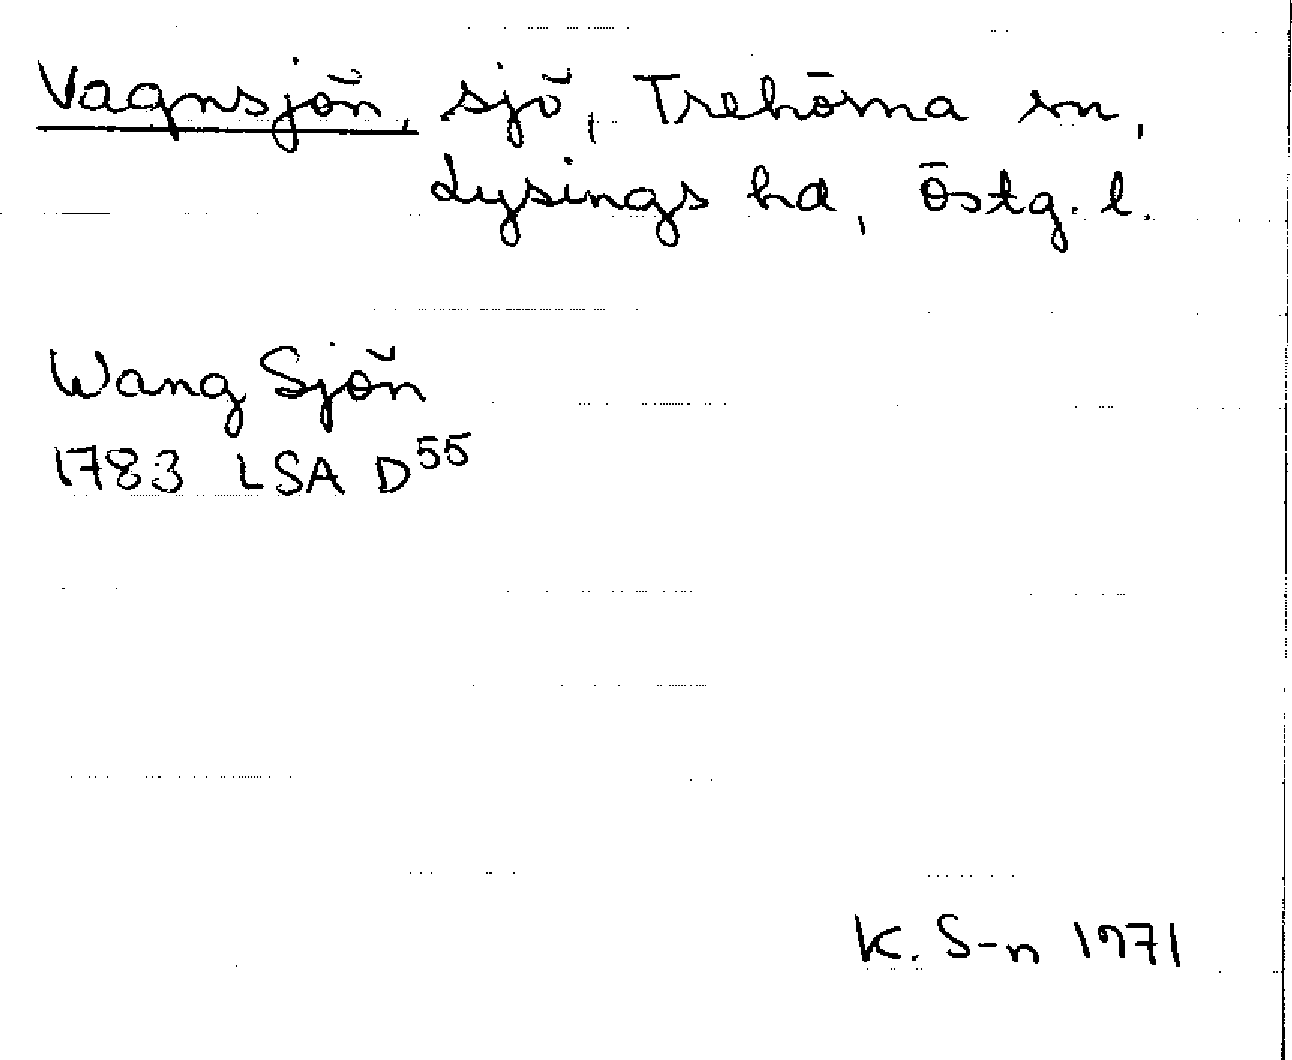 Vagnsjön, sjö, Trehörna sn,
Lysings hd, Östg. l.
Wang Sjön
1783 LSA D55
K. S-n 1971